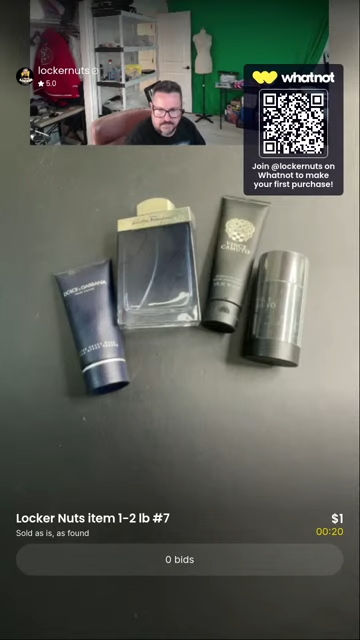 lockernuts
5.0
whatnot
Join @lockernuts on
Whatnot to make
your first purchase!
DOLCE & GABBANA
VINCE
CAMUTO
Locker Nuts item 1-2 lb #7
$1
Sold as is, as found
00:20
0 bids